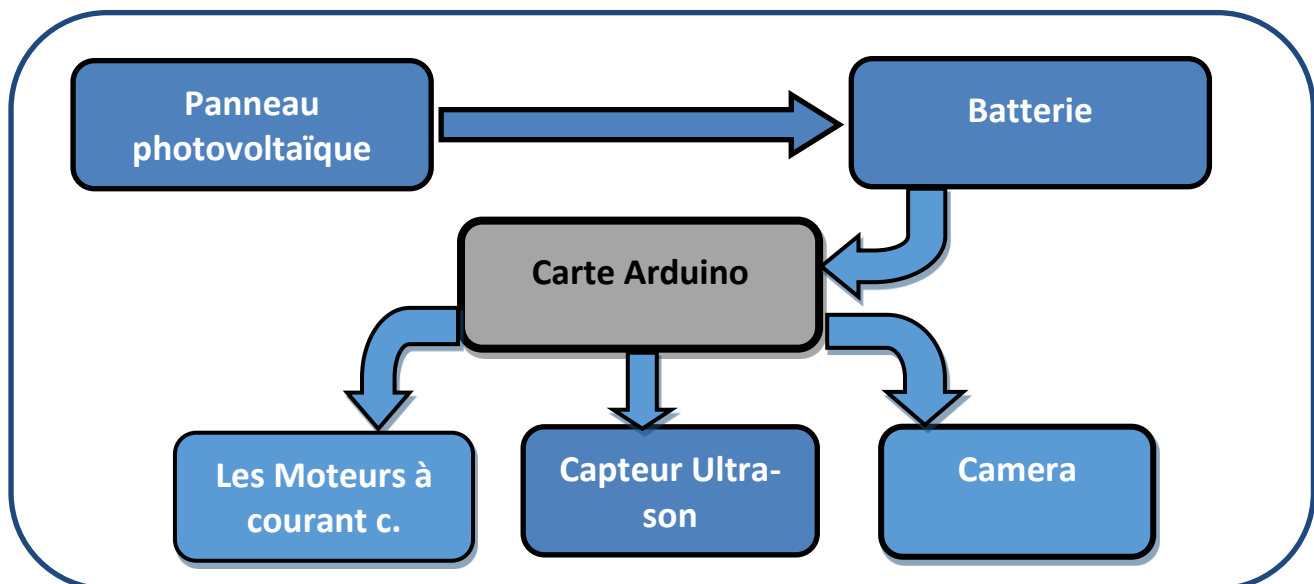 Panneau
photovoltaïque
Batterie
Carte Arduino
Les Moteurs à
courant c.
Capteur Ultra-
son
Camera